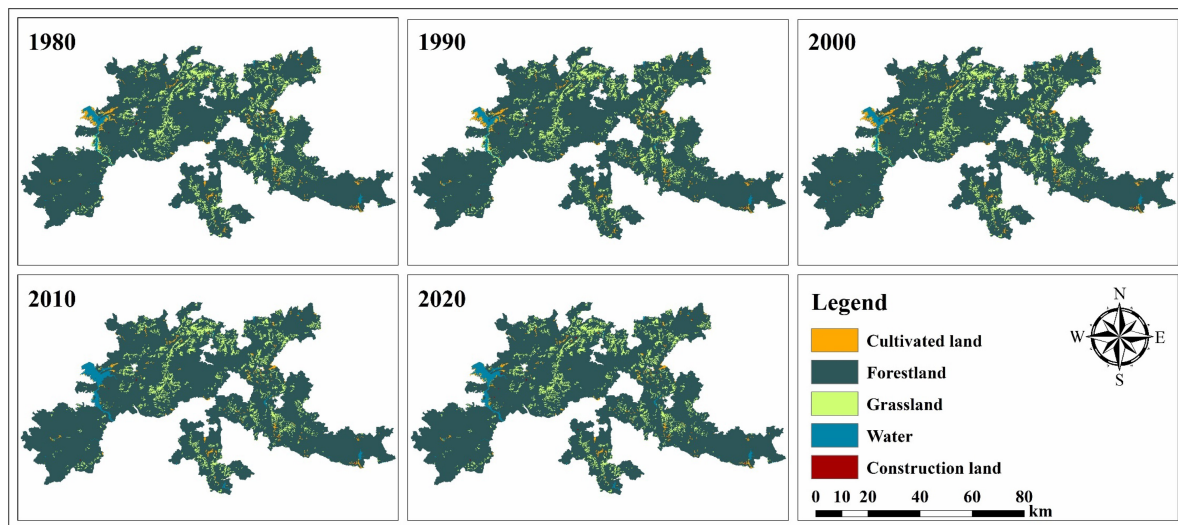 1980
1990
2000
2010
2020
Legend
Cultivated land
Forestland
Grassland
Water
Construction land
N
W E
S
0 10 20 40 60 80
km